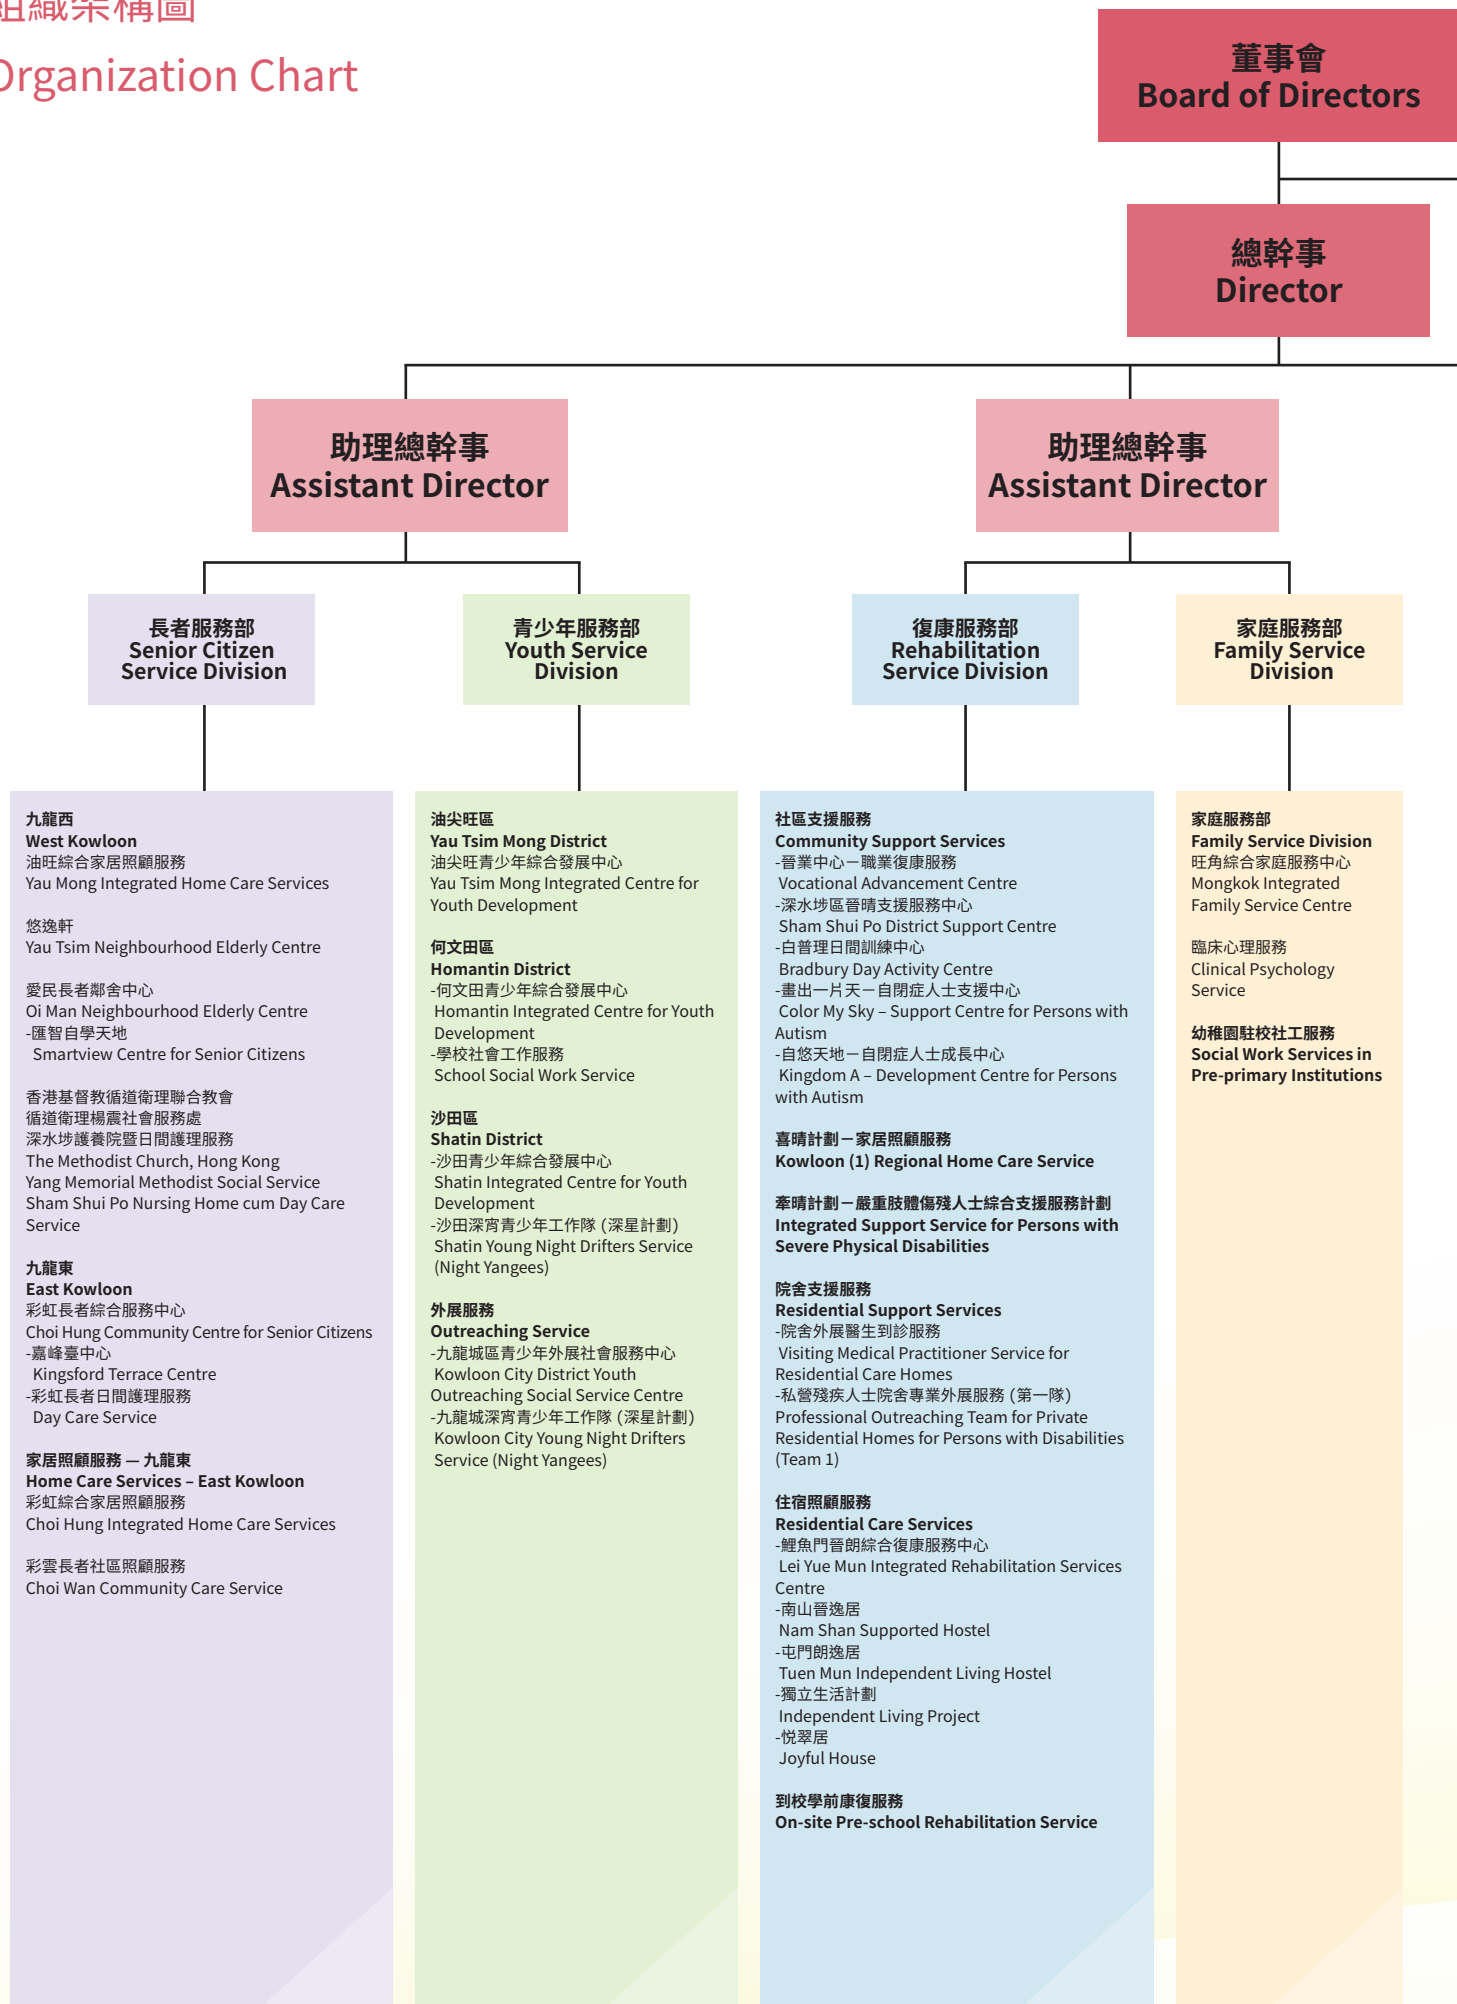 組織架構圖
Organization Chart
董事會
Board of Directors
總幹事
Director
助理總幹事
Assistant Director
助理總幹事
Assistant Director
長者服務部
Senior Citizen
Service Division
青少年服務部
Youth Service
Division
復康服務部
Rehabilitation
Service Division
家庭服務部
Family Service
Division
九龍西
West Kowloon
油旺綜合家居照顧服務
Yau Mong Integrated Home Care Services
悠逸軒
Yau Tsim Neighbourhood Elderly Centre
愛民長者鄰舍中心
Oi Man Neighbourhood Elderly Centre
-匯智自學天地
Smartview Centre for Senior Citizens
香港基督教循道衛理聯合教會
循道衛理楊震社會服務處
深水埗護養院暨日間護理服務
The Methodist Church, Hong Kong
Yang Memorial Methodist Social Service
Sham Shui Po Nursing Home cum Day Care
Service
九龍東
East Kowloon
彩虹長者綜合服務中心
Choi Hung Community Centre for Senior Citizens
-嘉峰臺中心
Kingsford Terrace Centre
-彩虹長者日間護理服務
Day Care Service
家居照顧服務 — 九龍東
Home Care Services – East Kowloon
彩虹綜合家居照顧服務
Choi Hung Integrated Home Care Services
彩雲長者社區照顧服務
Choi Wan Community Care Service
油尖旺區
Yau Tsim Mong District
油尖旺青少年綜合發展中心
Yau Tsim Mong Integrated Centre for
Youth Development
何文田區
Homantin District
-何文田青少年綜合發展中心
Homantin Integrated Centre for Youth
Development
-學校社會工作服務
School Social Work Service
沙田區
Shatin District
-沙田青少年綜合發展中心
Shatin Integrated Centre for Youth
Development
-沙田深宵青少年工作隊 (深星計劃)
Shatin Young Night Drifters Service
(Night Yangees)
外展服務
Outreaching Service
-九龍城區青少年外展社會服務中心
Kowloon City District Youth
Outreaching Social Service Centre
-九龍城深宵青少年工作隊 (深星計劃)
Kowloon City Young Night Drifters
Service (Night Yangees)
社區支援服務
Community Support Services
-晉業中心－職業復康服務
Vocational Advancement Centre
-深水埗區晉晴支援服務中心
Sham Shui Po District Support Centre
-白普理日間訓練中心
Bradbury Day Activity Centre
-畫出一片天－自閉症人士支援中心
Color My Sky – Support Centre for Persons with
Autism
-自悠天地－自閉症人士成長中心
Kingdom A – Development Centre for Persons
with Autism
喜晴計劃－家居照顧服務
Kowloon (1) Regional Home Care Service
牽晴計劃－嚴重肢體傷殘人士綜合支援服務計劃
Integrated Support Service for Persons with
Severe Physical Disabilities
院舍支援服務
Residential Support Services
-院舍外展醫生到診服務
Visiting Medical Practitioner Service for
Residential Care Homes
-私營殘疾人士院舍專業外展服務 (第一隊)
Professional Outreaching Team for Private
Residential Homes for Persons with Disabilities
(Team 1)
住宿照顧服務
Residential Care Services
-鯉魚門晉朗綜合復康服務中心
Lei Yue Mun Integrated Rehabilitation Services
Centre
-南山晉逸居
Nam Shan Supported Hostel
-屯門朗逸居
Tuen Mun Independent Living Hostel
-獨立生活計劃
Independent Living Project
-悦翠居
Joyful House
到校學前康復服務
On-site Pre-school Rehabilitation Service
家庭服務部
Family Service Division
旺角綜合家庭服務中心
Mongkok Integrated
Family Service Centre
臨床心理服務
Clinical Psychology
Service
幼稚園駐校社工服務
Social Work Services in
Pre-primary Institutions